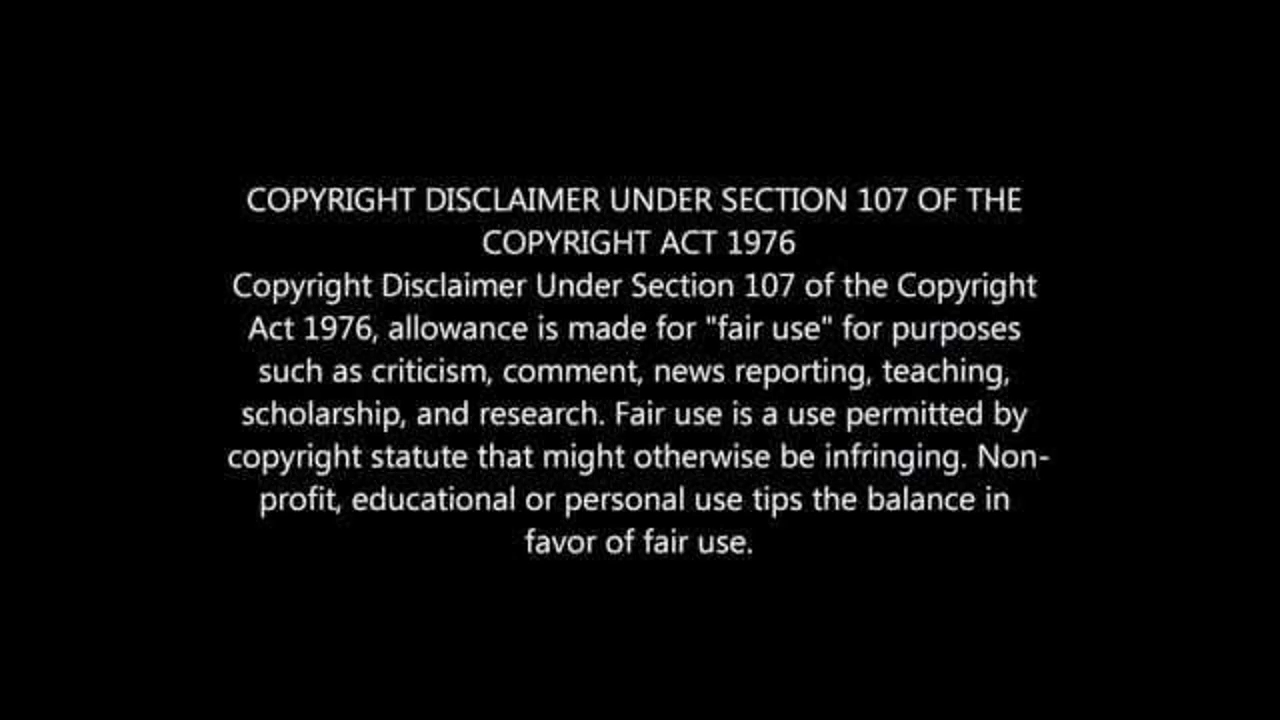 COPYRIGHT DISCLAIMER UNDER SECTION 107 OF THE
COPYRIGHT ACT 1976
Copyright Disclaimer Under Section 107 of the Copyright
Act 1976, allowance is made for "fair use" for purposes
such as criticism, comment, news reporting, teaching,
scholarship, and research. Fair use is a use permitted by
copyright statute that might otherwise be infringing. Non-
profit, educational or personal use tips the balance in
favor of fair use.